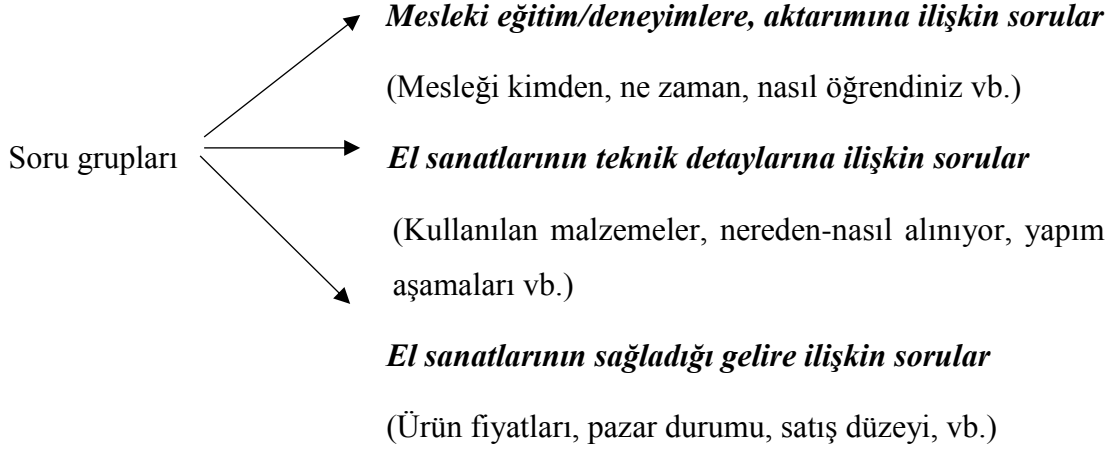 Mesleki eğitim/deneyimlere, aktarımına ilişkin sorular
(Mesleği kimden, ne zaman, nasıl öğrendiniz vb.)
Soru grupları
El sanatlarının teknik detaylarına ilişkin sorular
(Kullanılan malzemeler, nereden-nasıl alınıyor, yapım
aşamaları vb.)
El sanatlarının sağladığı gelire ilişkin sorular
(Ürün fiyatları, pazar durumu, satış düzeyi, vb.)